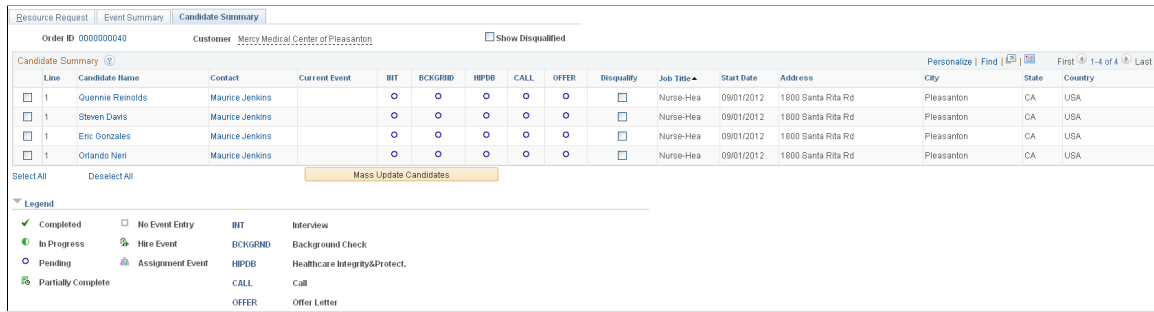 Resource Request Event Summary Candidate Summary
Order ID 0000000040 Customer Mercy Medical Center of Pleasanton Show Disqualified
Candidate Summary ? Personalize | Find | | First 1-4 of 4 Last
Line Candidate Name Contact Current Event INT BCKGRND HIPDB CALL OFFER Disqualify Job Title Start Date Address City State Country
1 Quennie Reinolds Maurice Jenkins Nurse-Hea 09/01/2012 1800 Santa Rita Rd Pleasanton CA USA
1 Steven Davis Maurice Jenkins Nurse-Hea 09/01/2012 1800 Santa Rita Rd Pleasanton CA USA
1 Eric Gonzales Maurice Jenkins Nurse-Hea 09/01/2012 1800 Santa Rita Rd Pleasanton CA USA
1 Orlando Neri Maurice Jenkins Nurse-Hea 09/01/2012 1800 Santa Rita Rd Pleasanton CA USA
Select All Deselect All Mass Update Candidates
Legend
Completed No Event Entry INT Interview
In Progress Hire Event BCKGRND Background Check
Pending Assignment Event HIPDB Healthcare Integrity&Protect.
Partially Complete CALL Call
OFFER Offer Letter